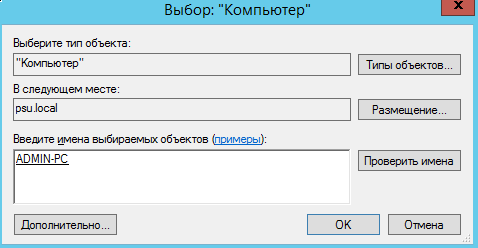 Выбор: "Компьютер"
x
Выберите тип объекта:
"Компьютер"
Типы объектов...
В следующем месте:
psu.local
Размещение...
Введите имена выбираемых объектов (примеры):
ADMIN-PC
Проверить имена
Дополнительно...
OK
Отмена